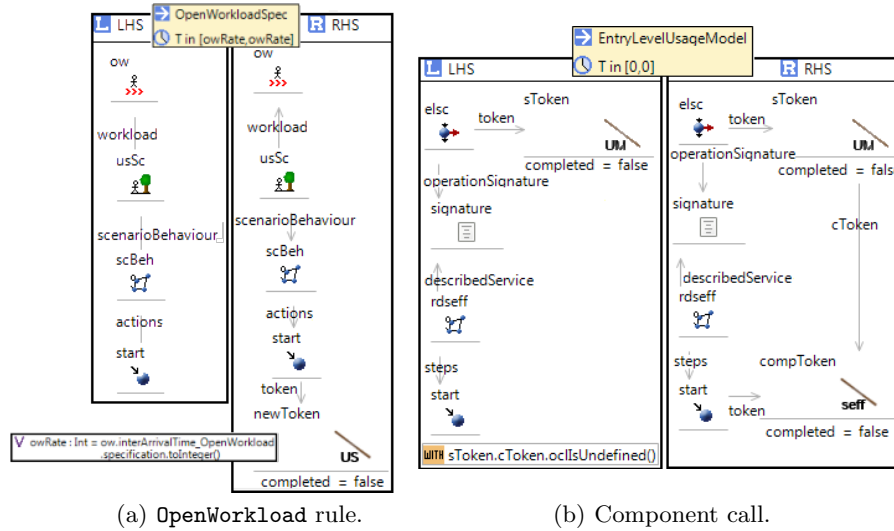 OpenWorkloadSpec
T in [owRate,owRate]
L LHS
R RHS
ow
workload
usSc
scenarioBehaviour
scBeh
actions
start
ow
workload
usSc
scenarioBehaviour
scBeh
actions
start
token
newToken
US
completed = false
V owRate : Int = ow.interArrivalTime_OpenWorkload
.specification.toInteger()
(a) OpenWorkload rule.
EntryLevelUsageModel
T in [0,0]
L LHS
R RHS
sToken
elsc
token
UM
completed = false
operationSignature
signature
describedService
rdseff
steps
start
WITH sToken.cToken.oclIsUndefined()
sToken
elsc
token
UM
operationSignature
completed = false
signature
cToken
describedService
rdseff
steps
compToken
start
token
seff
completed = false
(b) Component call.